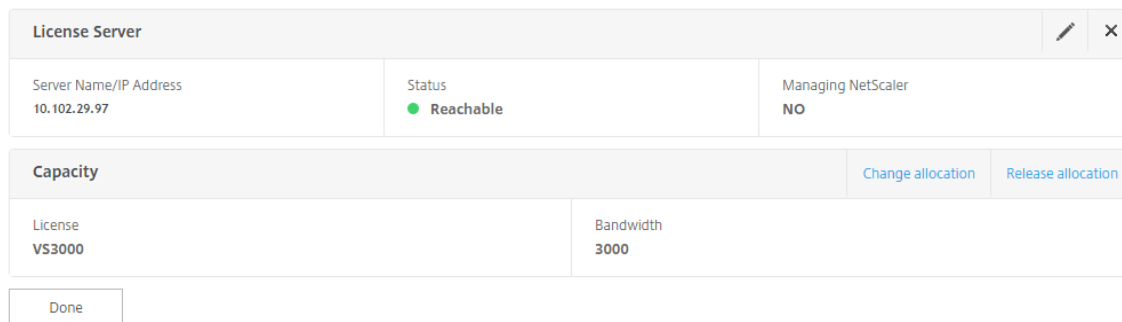 License Server
Server Name/IP Address
Status
Managing NetScaler
10.102.29.97
Reachable
NO
Capacity
Change allocation
Release allocation
License
Bandwidth
VS3000
3000
Done